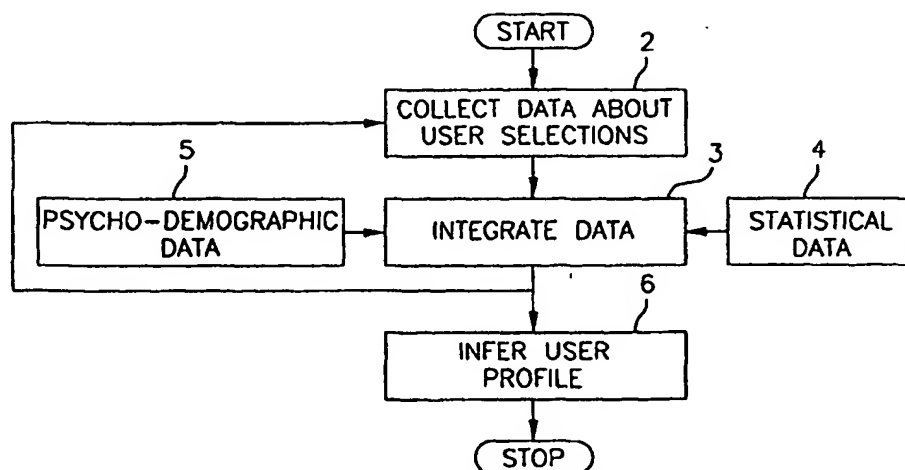 START
2
COLLECT DATA ABOUT
USER SELECTIONS
5
3
4
PSYCHO-DEMOGRAPHIC
DATA
INTEGRATE DATA
STATISTICAL
DATA
6
INFER USER
PROFILE
STOP